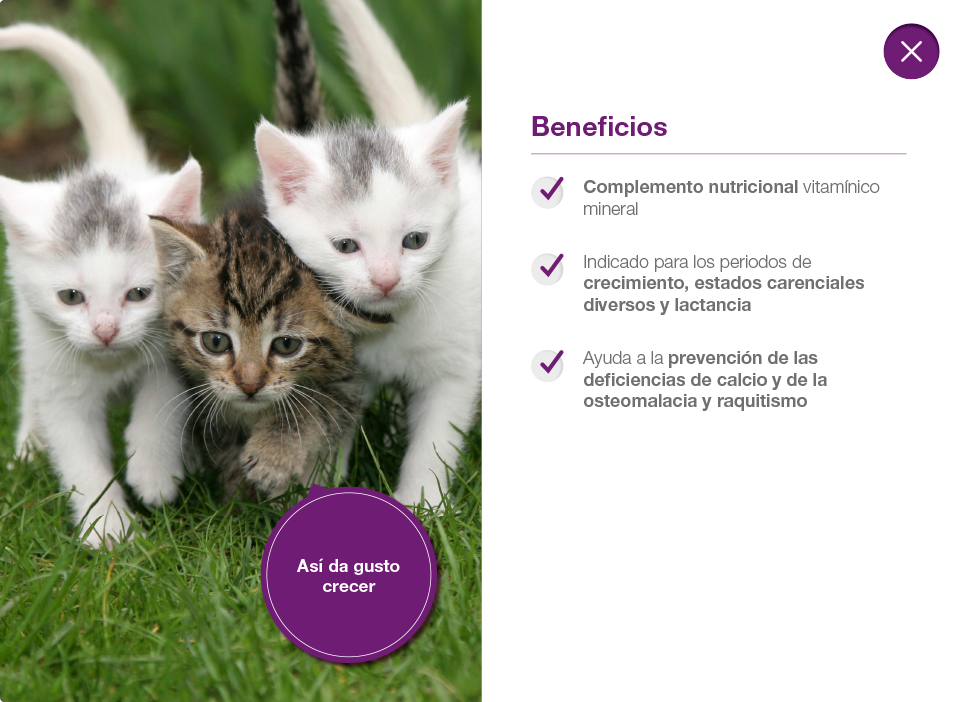 Beneficios
Complemento nutricional vitamínico
mineral
Indicado para los periodos de
crecimiento, estados carenciales
diversos y lactancia
Ayuda a la prevención de las
deficiencias de calcio y de la
osteomalacia y raquitismo
Así da gusto
crecer